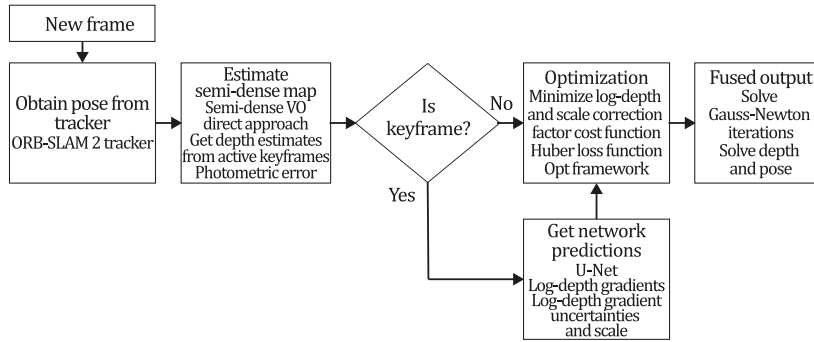 New frame
Obtain pose from
tracker
ORB-SLAM 2 tracker
Estimate
semi-dense map
Semi-dense VO
direct approach
Get depth estimates
from active keyframes
Photometric error
Is
keyframe?
No
Yes
Optimization
Minimize log-depth
and scale correction
factor cost function
Huber loss function
Opt framework
Fused output
Solve
Gauss-Newton
iterations
Solve depth
and pose
Get network
predictions
U-Net
Log-depth gradients
Log-depth gradient
uncertainties
and scale